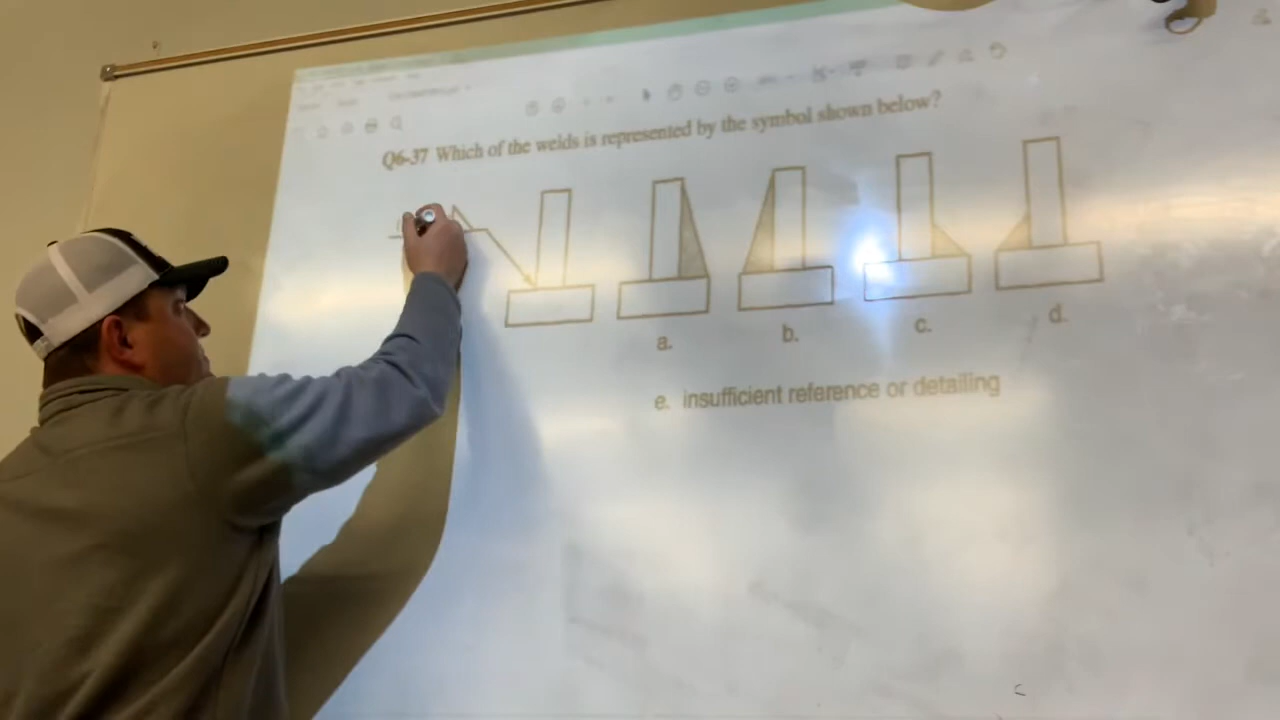 Q6-37 Which of the welds is represented by the symbol shown below?
a.
b.
c.
d.
e. insufficient reference or detailing